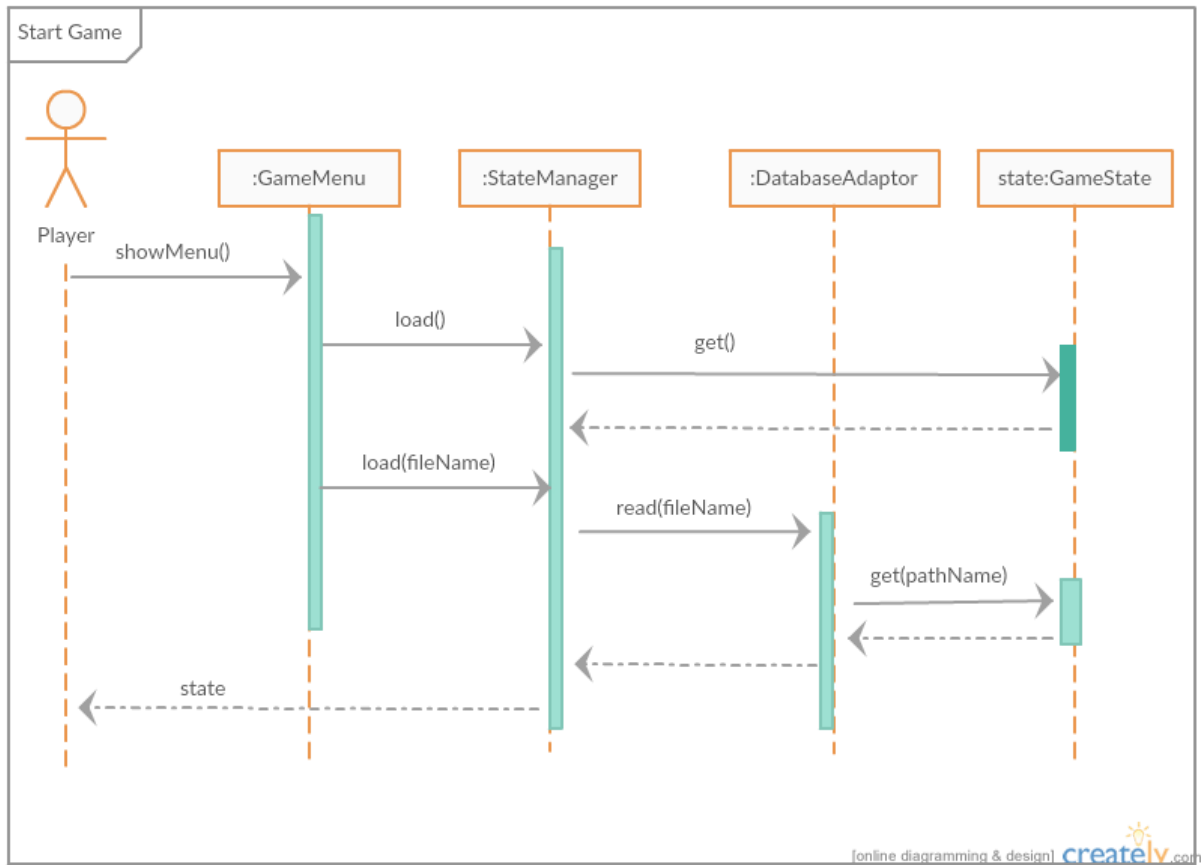 Start Game
:GameMenu
:StateManager
:DatabaseAdaptor
state:GameState
Player
showMenu()
load()
get()
load(fileName)
read(fileName)
get(pathName)
state
[online diagramming & design] creately.com